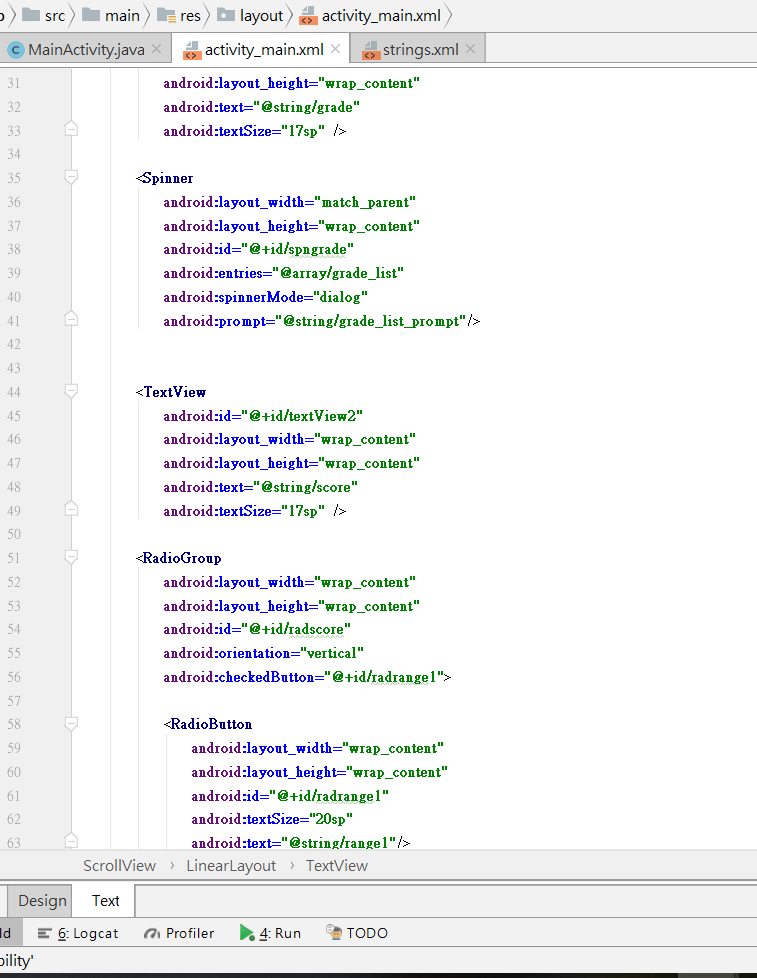 src main res layout activity_main.xml
MainActivity.java activity_main.xml strings.xml
31 android:layout_height="wrap_content"
32 android:text="@string/grade"
33 android:textSize="17sp" />
34
35 <Spinner
36 android:layout_width="match_parent"
37 android:layout_height="wrap_content"
38 android:id="@+id/spngrade"
39 android:entries="@array/grade_list"
40 android:spinnerMode="dialog"
41 android:prompt="@string/grade_list_prompt"/>
42
43
44 <TextView
45 android:id="@+id/textView2"
46 android:layout_width="wrap_content"
47 android:layout_height="wrap_content"
48 android:text="@string/score"
49 android:textSize="17sp" />
50
51 <RadioGroup
52 android:layout_width="wrap_content"
53 android:layout_height="wrap_content"
54 android:id="@+id/radscore"
55 android:orientation="vertical"
56 android:checkedButton="@+id/radrange1">
57
58 <RadioButton
59 android:layout_width="wrap_content"
60 android:layout_height="wrap_content"
61 android:id="@+id/radrange1"
62 android:textSize="20sp"
63 android:text="@string/range1"/>
ScrollView › LinearLayout › TextView
Design Text
ld 6: Logcat Profiler 4: Run TODO
bility'